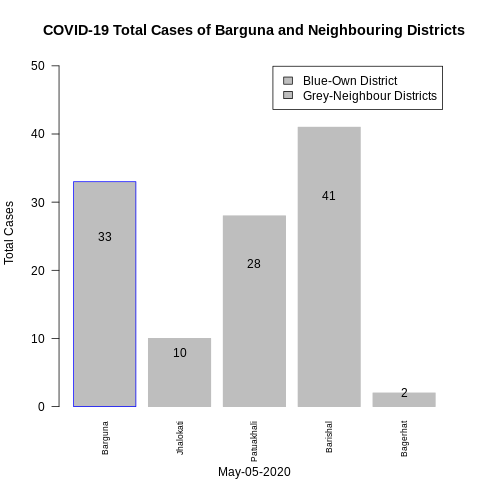 COVID-19 Total Cases of Barguna and Neighbouring Districts
Total Cases
50
40
30
20
10
0
Blue-Own District
Grey-Neighbour Districts
33
10
28
41
2
Barguna
Jhalokati
Patuakhali
Barishal
Bagerhat
May-05-2020